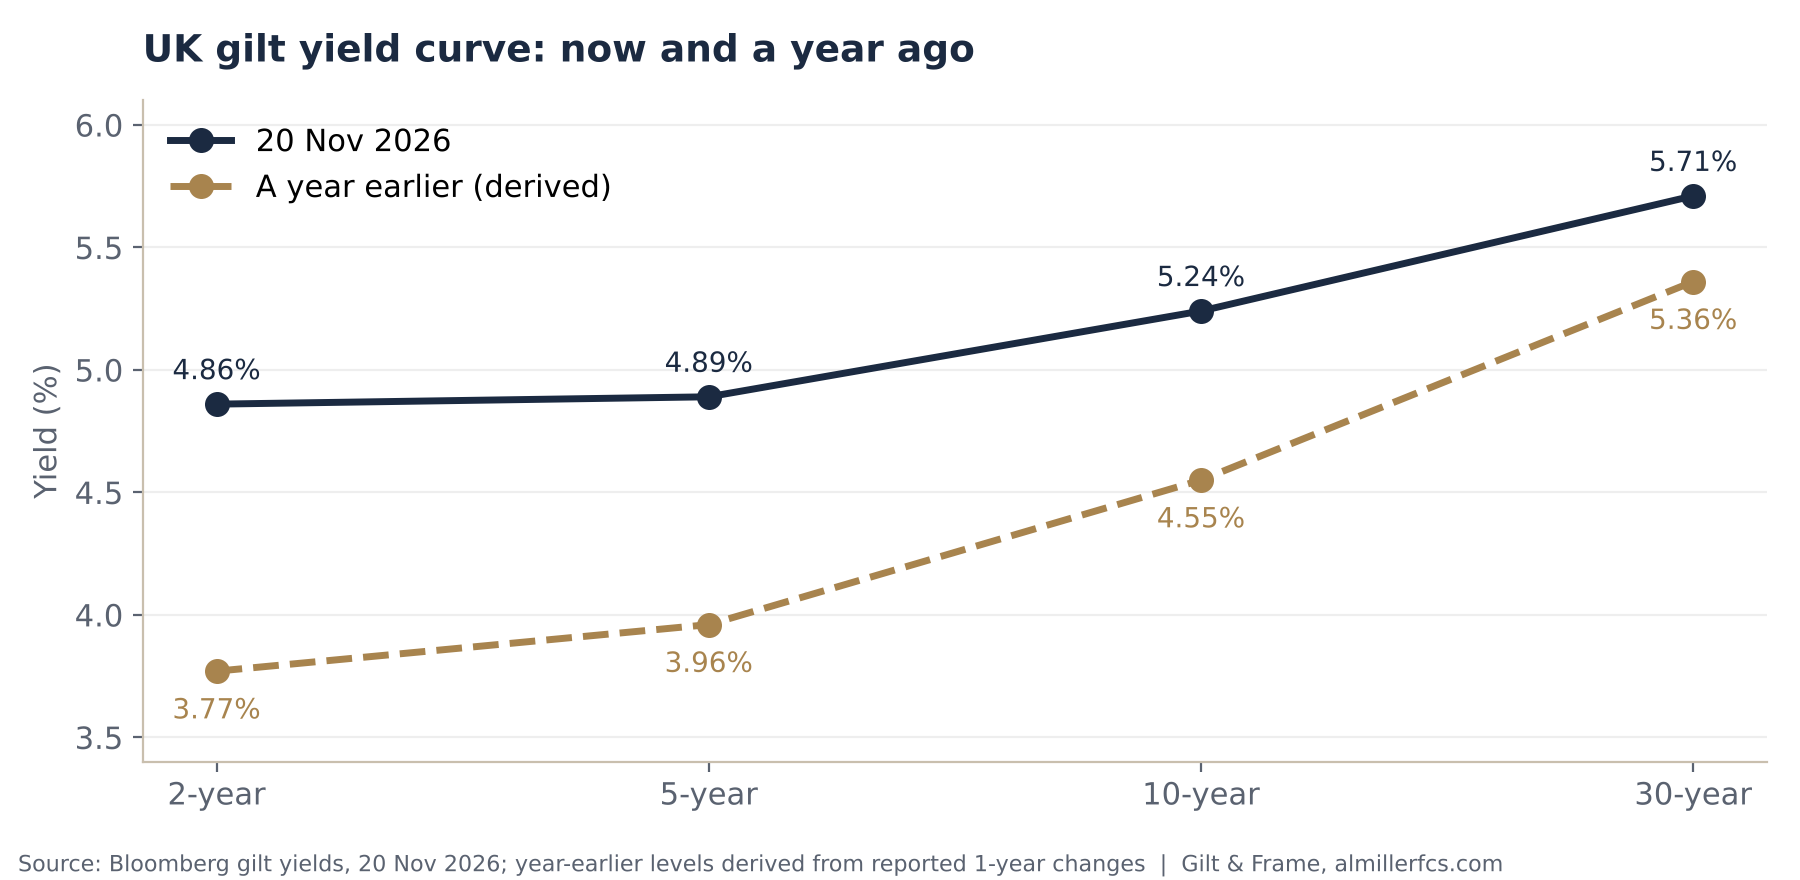 UK gilt yield curve: now and a year ago
6.0
20 Nov 2026
A year earlier (derived)
5.71%
5.5
5.24%
5.36%
4.86%
5.0
4.89%
Yield (%)
4.5
4.55%
4.0
3.96%
3.77%
3.5
2-year
5-year
10-year
30-year
Source: Bloomberg gilt yields, 20 Nov 2026; year-earlier levels derived from reported 1-year changes | Gilt & Frame, almillerfcs.com